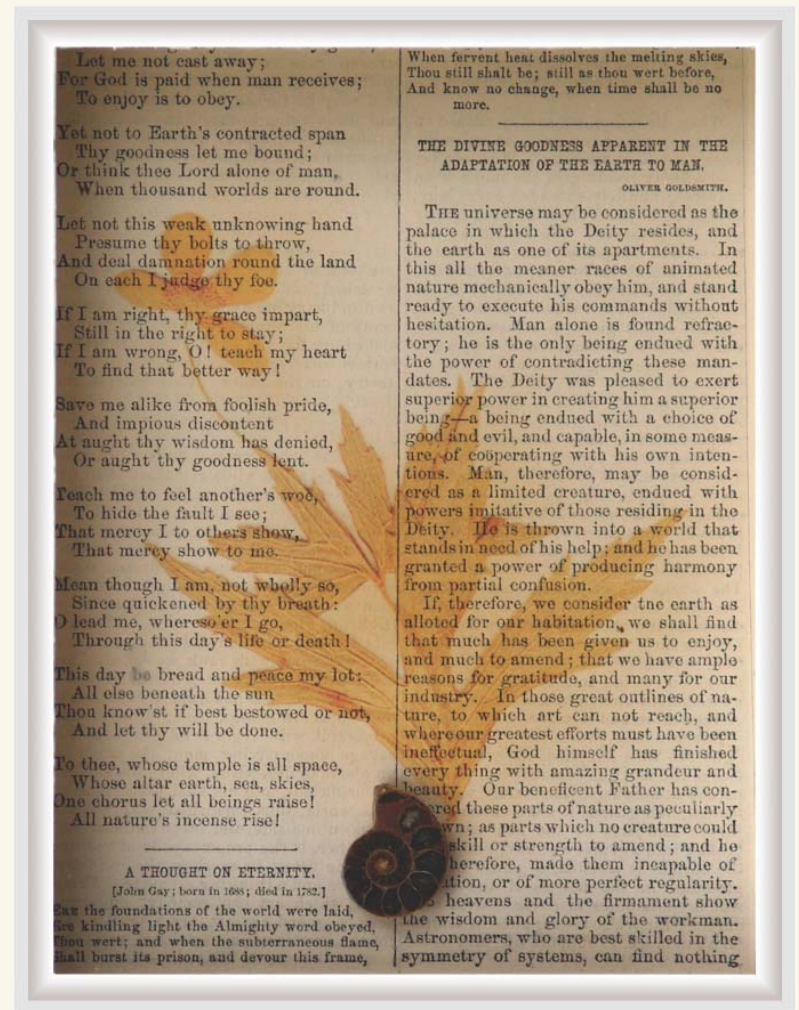 Let me not cast away;
For God is paid when man receives;
To enjoy is to obey.
Yet not to Earth's contracted span
Thy goodness let me bound;
Or think thee Lord alone of man,
When thousand worlds are round.
Let not this weak unknowing hand
Presume thy bolts to throw,
And deal damnation round the land
On each I judge thy foe.
If I am right, thy grace impart,
Still in the right to stay;
If I am wrong, O! teach my heart
To find that better way!
Save me alike from foolish pride,
And impious discontent
At aught thy wisdom has denied,
Or aught thy goodness lent.
Teach me to feel another's woe,
To hide the fault I see;
That mercy I to others show,
That mercy show to me.
Mean though I am, not wholly so,
Since quickened by thy breath:
O lead me, whereso'er I go,
Through this day's life or death!
This day be bread and peace my lot:
All else beneath the sun
Thou know'st if best bestowed or not,
And let thy will be done.
To thee, whose temple is all space,
Whose altar earth, sea, skies,
One chorus let all beings raise!
All nature's incense rise!
A THOUGHT ON ETERNITY.
[John Gay; born in 1688; died in 1732.]
Ere the foundations of the world were laid,
Ere kindling light the Almighty word obeyed,
Thou wert; and when the subterraneous flame,
Shall burst its prison, and devour this frame,
When fervent heat dissolves the melting skies,
Thou still shalt be; still as thou wert before,
And know no change, when time shall be no
more.
THE DIVINE GOODNESS APPARENT IN THE
ADAPTATION OF THE EARTH TO MAN.
OLIVER GOLDSMITH.
THE universe may be considered as the
palace in which the Deity resides, and
the earth as one of its apartments. In
this all the meaner races of animated
nature mechanically obey him, and stand
ready to execute his commands without
hesitation. Man alone is found refrac-
tory; he is the only being endued with
the power of contradicting these man-
dates. The Deity was pleased to exert
superior power in creating him a superior
being—a being endued with a choice of
good and evil, and capable, in some meas-
ure, of coöperating with his own inten-
tions. Man, therefore, may be consid-
ered as a limited creature, endued with
powers imitative of those residing in the
Deity. He is thrown into a world that
stands in need of his help; and he has been
granted a power of producing harmony
from partial confusion.
If, therefore, we consider the earth as
alloted for our habitation, we shall find
that much has been given us to enjoy,
and much to amend; that we have ample
reasons for gratitude, and many for our
industry. In those great outlines of na-
ture, to which art can not reach, and
where our greatest efforts must have been
ineffectual, God himself has finished
every thing with amazing grandeur and
beauty. Our beneficent Father has con-
ered these parts of nature as peculiarly
wn; as parts which no creature could
skill or strength to amend; and he
herefore, made them incapable of
tion, or of more perfect regularity.
heavens and the firmament show
the wisdom and glory of the workman.
Astronomers, who are best skilled in the
symmetry of systems, can find nothing